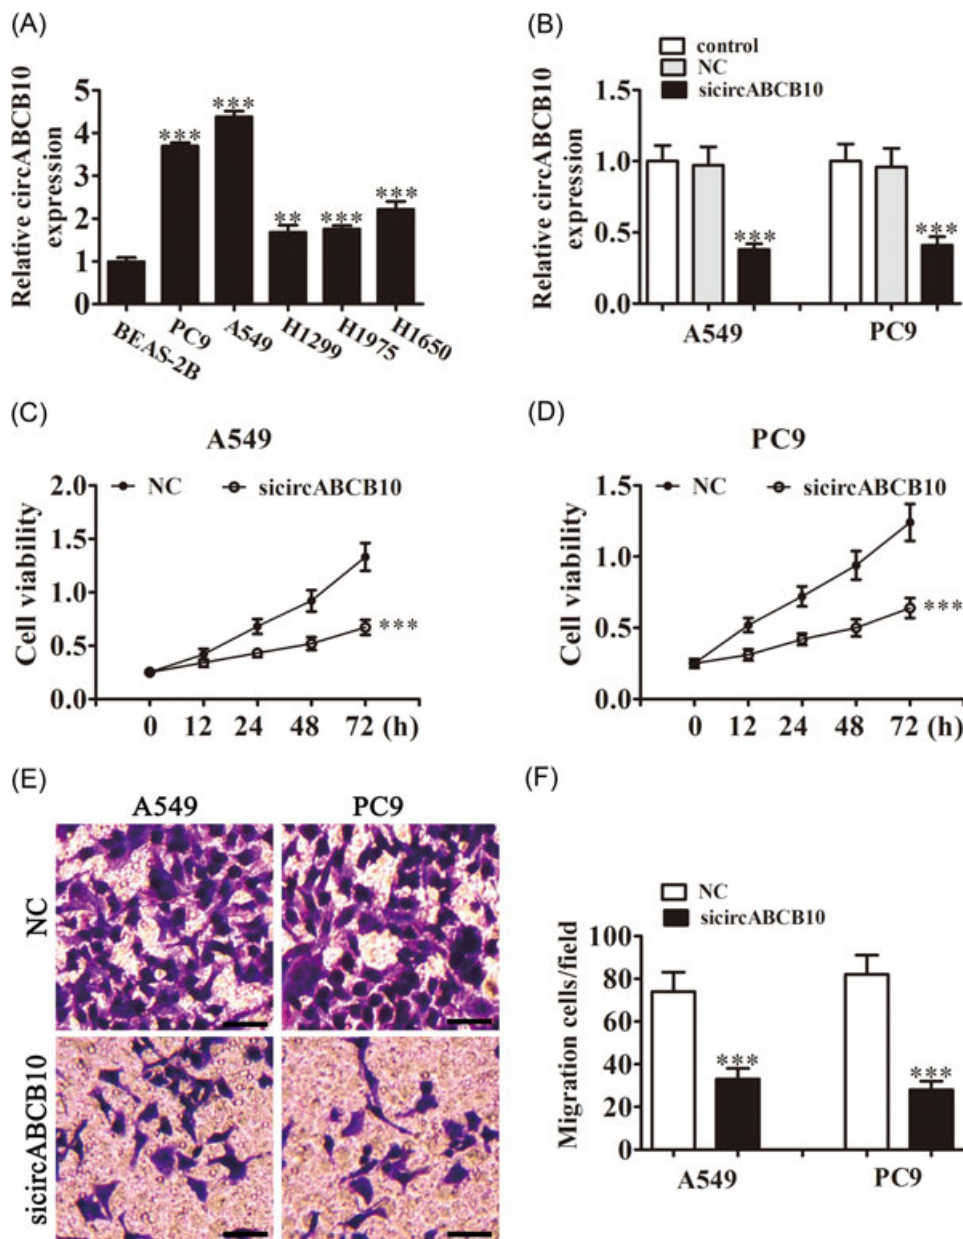 (A)
Relative circABCB10
expression
5
4
3
2
1
0
***
***
**
***
***
BEAS-2B
PC9
A549
H1299
H1975
H1650
(B)
control
NC
sicircABCB10
Relative circABCB10
expression
1.5
1.0
0.5
0.0
***
***
A549
PC9
(C)
A549
NC
sicircABCB10
Cell viability
2.0
1.5
1.0
0.5
0.0
***
0 12 24 48 72 (h)
(D)
PC9
NC
sicircABCB10
Cell viability
1.5
1.0
0.5
0.0
***
0 12 24 48 72 (h)
(E)
A549
PC9
NC
sicircABCB10
(F)
NC
sicircABCB10
Migration cells/field
100
80
60
40
20
0
***
***
A549
PC9